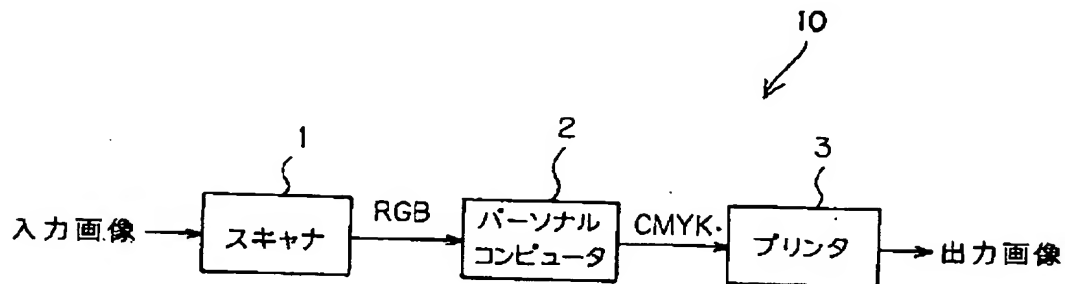 10
1
2
3
入力画像
スキャナ
RGB
パーソナル
コンピュータ
CMYK.
プリンタ
出力画像